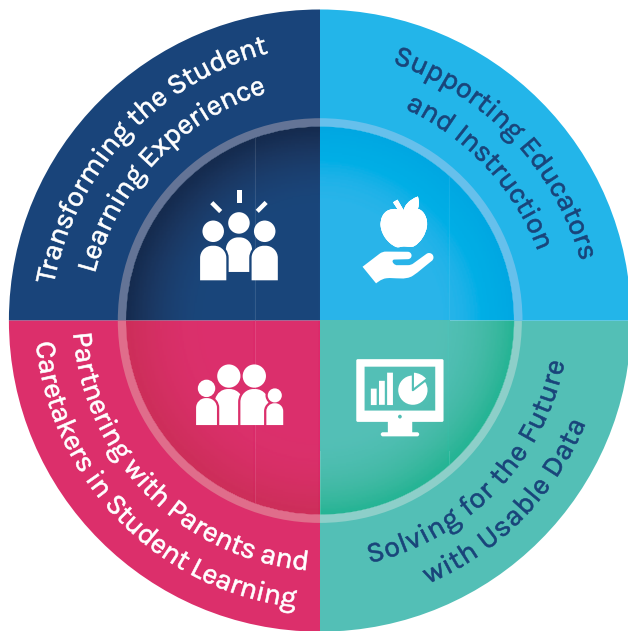 Transforming the Student
Learning Experience
Supporting Educators
and Instruction
Partnering with Parents and
Caretakers in Student Learning
Solving for the Future
with Usable Data